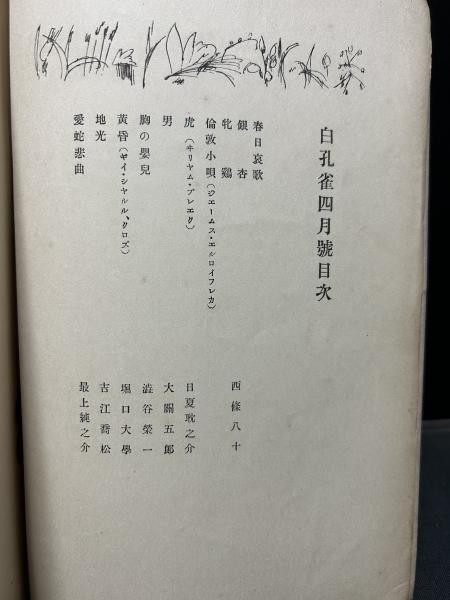 白孔雀四月號目次
春日哀歌
銀杏
牝鷄
倫敦小唄(ジエームス・エルロイフレカ) 西條八十
虎(ヰリヤム・ブレエク) 日夏耿之介
男 大關五郎
胸の嬰兒 澁谷榮一
黃昏(ギイ・シヤルル、クロズ) 堀口大學
地光 吉江喬松
愛蛇悲曲 最上純之介